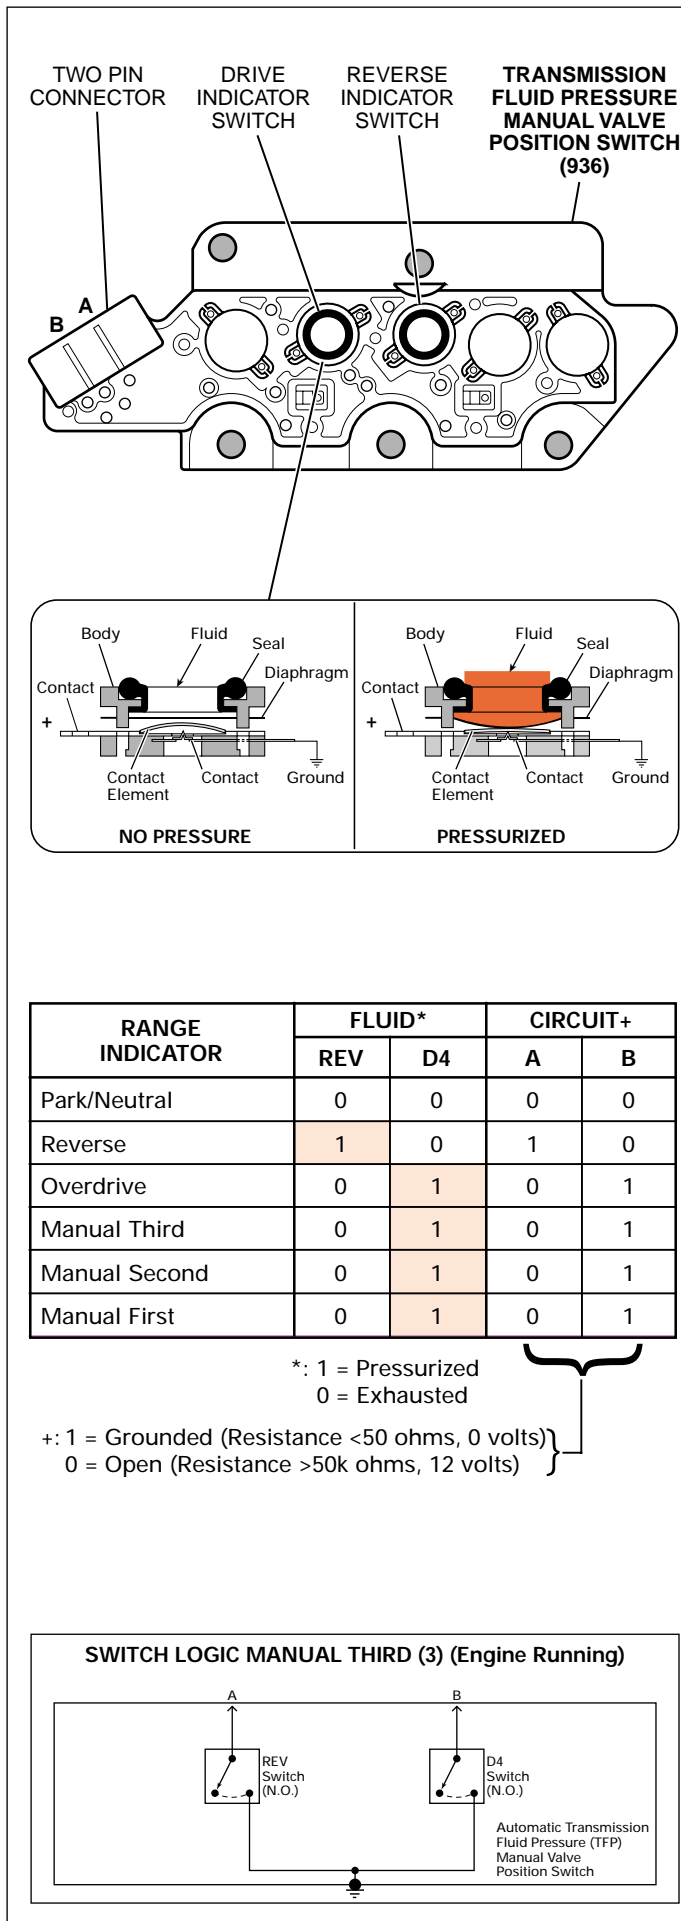 TWO PIN
CONNECTOR
DRIVE
INDICATOR
SWITCH
REVERSE
INDICATOR
SWITCH
TRANSMISSION
FLUID PRESSURE
MANUAL VALVE
POSITION SWITCH
(936)
A
B
Body
Fluid
Seal
Diaphragm
Contact
+
Contact
Element
Contact
Ground
NO PRESSURE
Body
Fluid
Seal
Diaphragm
Contact
+
Contact
Element
Contact
Ground
PRESSURIZED
RANGE
INDICATOR
FLUID*
CIRCUIT+
REV
D4
A
B
Park/Neutral 0 0 0 0
Reverse 1 0 1 0
Overdrive 0 1 0 1
Manual Third 0 1 0 1
Manual Second 0 1 0 1
Manual First 0 1 0 1
*: 1 = Pressurized
0 = Exhausted
+: 1 = Grounded (Resistance <50 ohms, 0 volts)
0 = Open (Resistance >50k ohms, 12 volts)
SWITCH LOGIC MANUAL THIRD (3) (Engine Running)
A
B
REV
Switch
(N.O.)
D4
Switch
(N.O.)
Automatic Transmission
Fluid Pressure (TFP)
Manual Valve
Position Switch